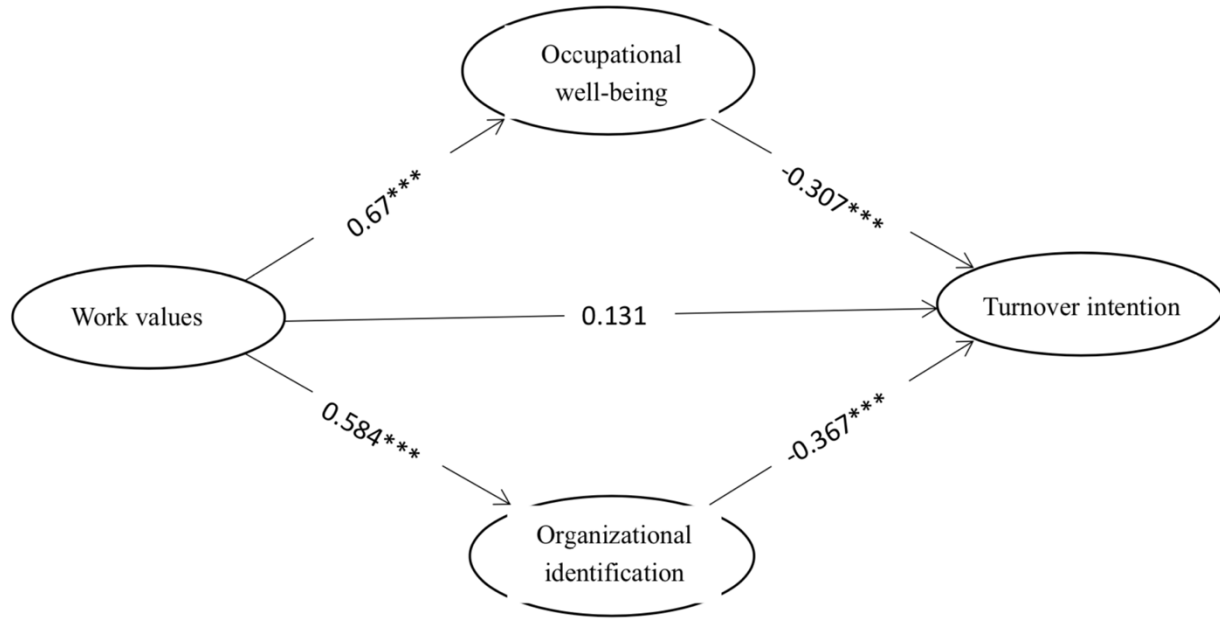 Occupational
well-being
0.67***
-0.307***
Work values
0.131
Turnover intention
0.584***
-0.367***
Organizational
identification